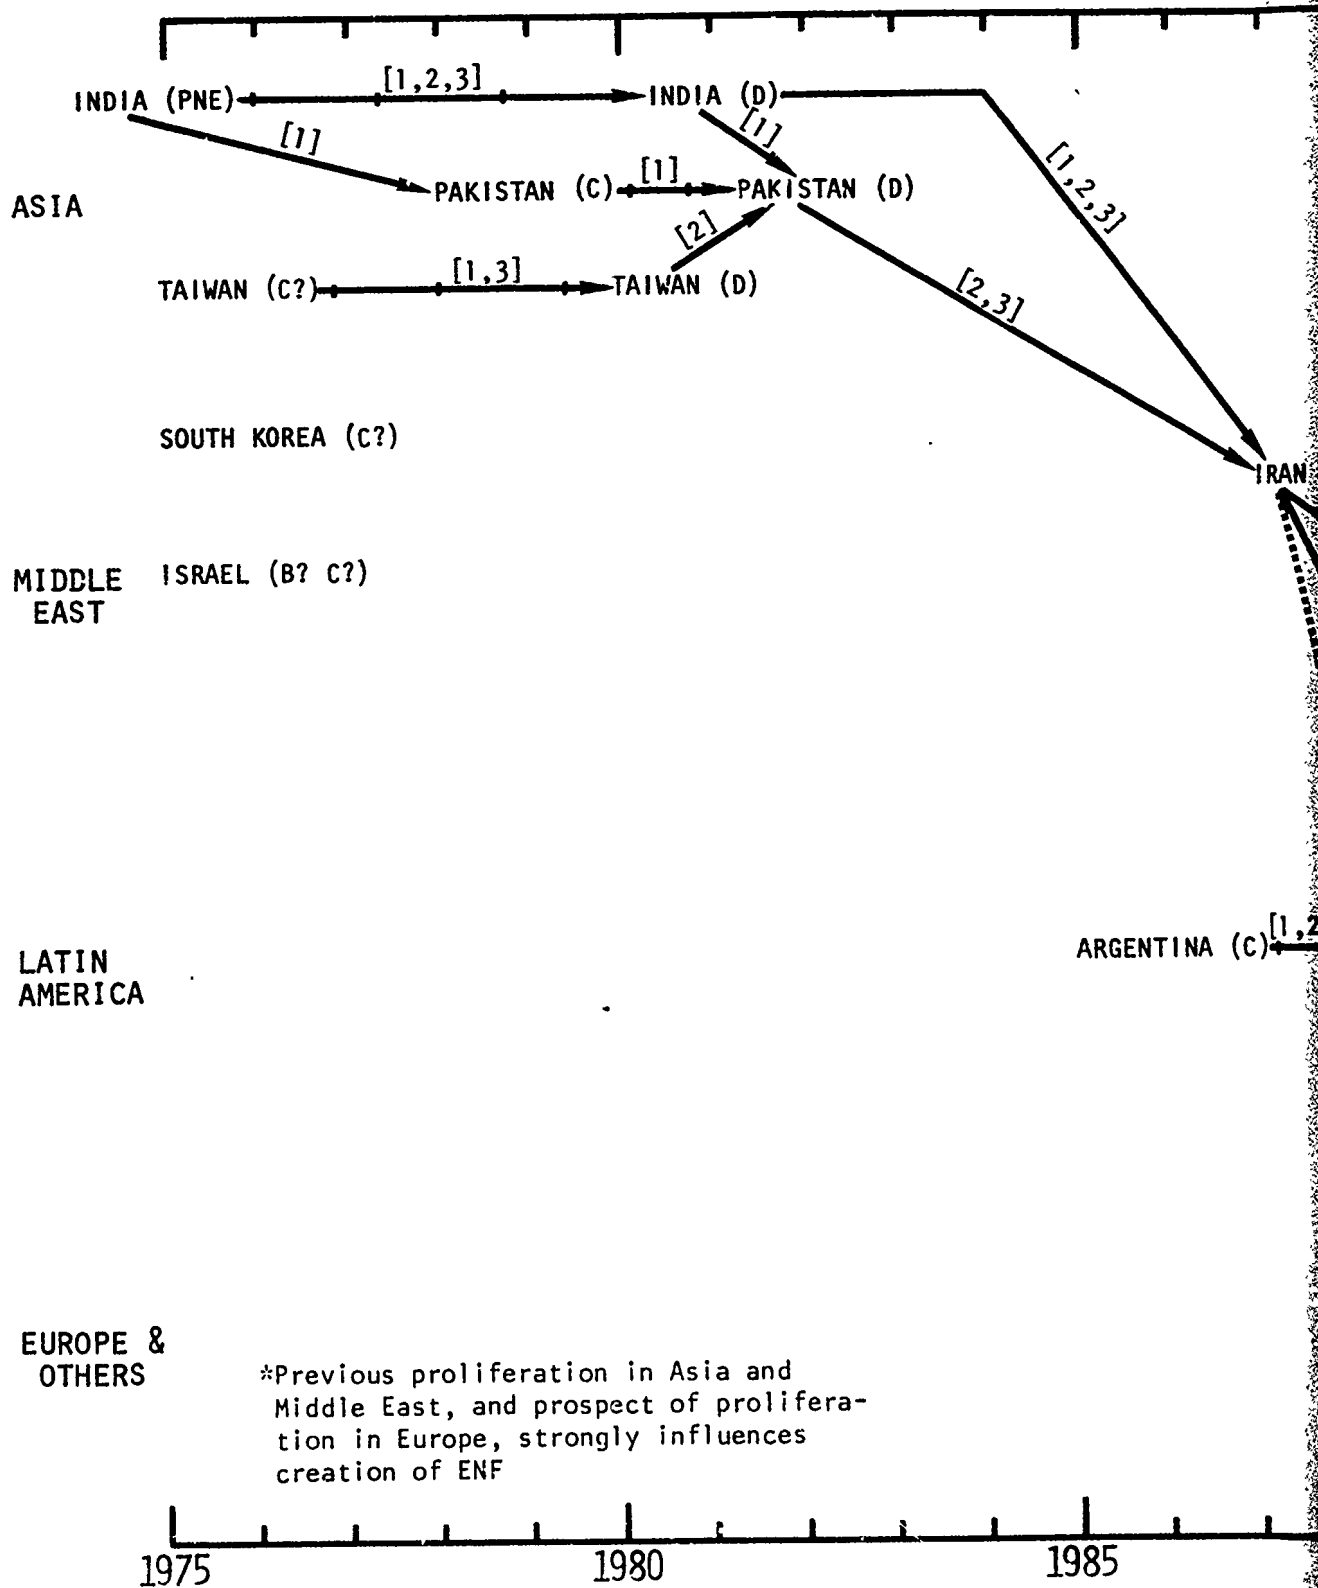 INDIA (PNE) [1,2,3] INDIA (D)
[1] [1] [1,2,3]
ASIA PAKISTAN (C) [1] PAKISTAN (D)
[2]
TAIWAN (C?) [1,3] TAIWAN (D) [2,3]
SOUTH KOREA (C?)
IRAN
MIDDLE ISRAEL (B? C?)
EAST
[1,2
ARGENTINA (C)
LATIN
AMERICA
EUROPE &
OTHERS
*Previous proliferation in Asia and
Middle East, and prospect of prolifera-
tion in Europe, strongly influences
creation of ENF
1975 1980 1985